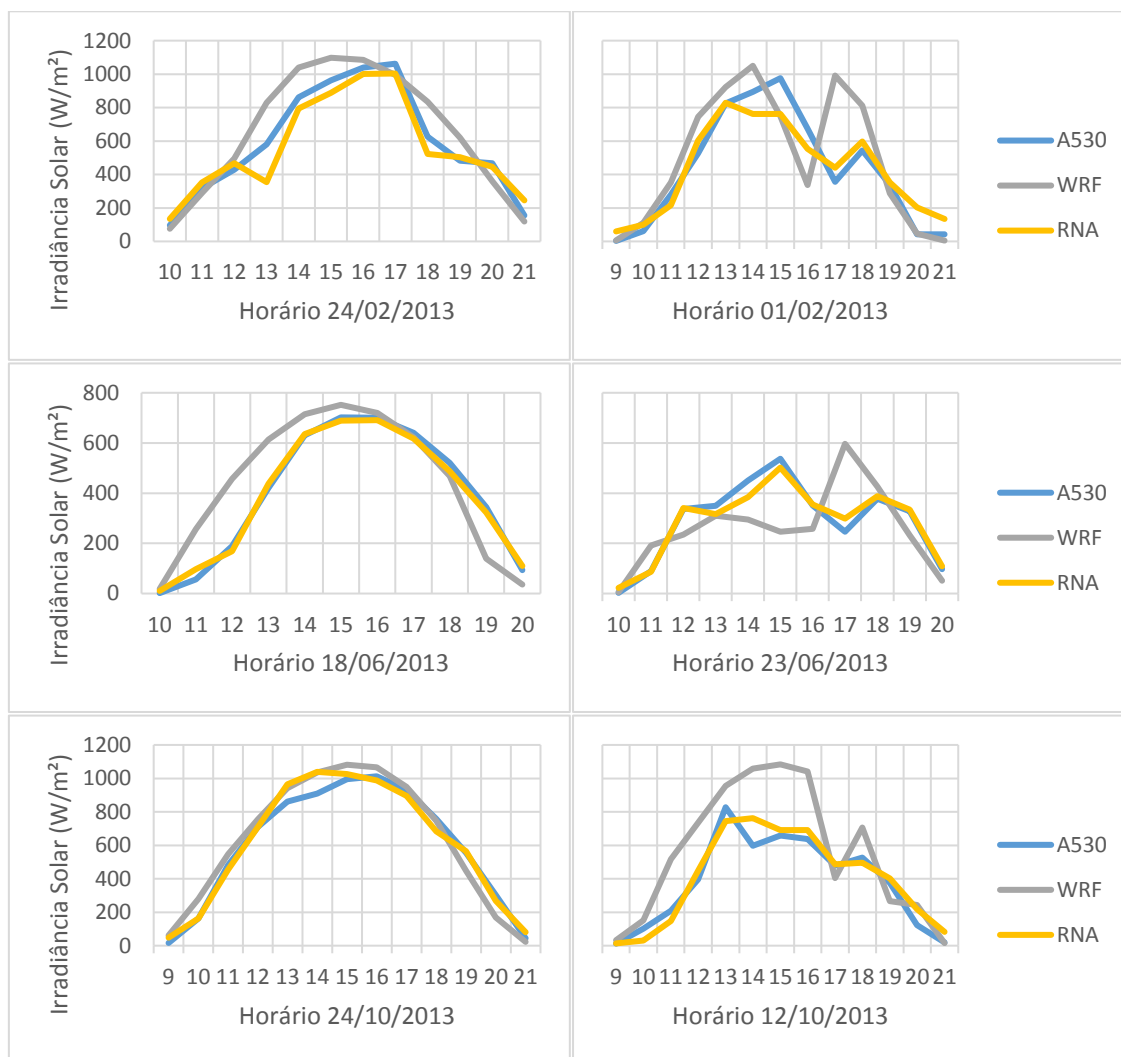 Irradiância Solar (W/m²)
1200
1000
800
600
400
200
0
10 11 12 13 14 15 16 17 18 19 20 21
Horário 24/02/2013
9 10 11 12 13 14 15 16 17 18 19 20 21
Horário 01/02/2013
A530
WRF
RNA
Irradiância Solar (W/m²)
800
600
400
200
0
10 11 12 13 14 15 16 17 18 19 20
Horário 18/06/2013
10 11 12 13 14 15 16 17 18 19 20
Horário 23/06/2013
A530
WRF
RNA
Irradiância Solar (W/m²)
1200
1000
800
600
400
200
0
9 10 11 12 13 14 15 16 17 18 19 20 21
Horário 24/10/2013
9 10 11 12 13 14 15 16 17 18 19 20 21
Horário 12/10/2013
A530
WRF
RNA